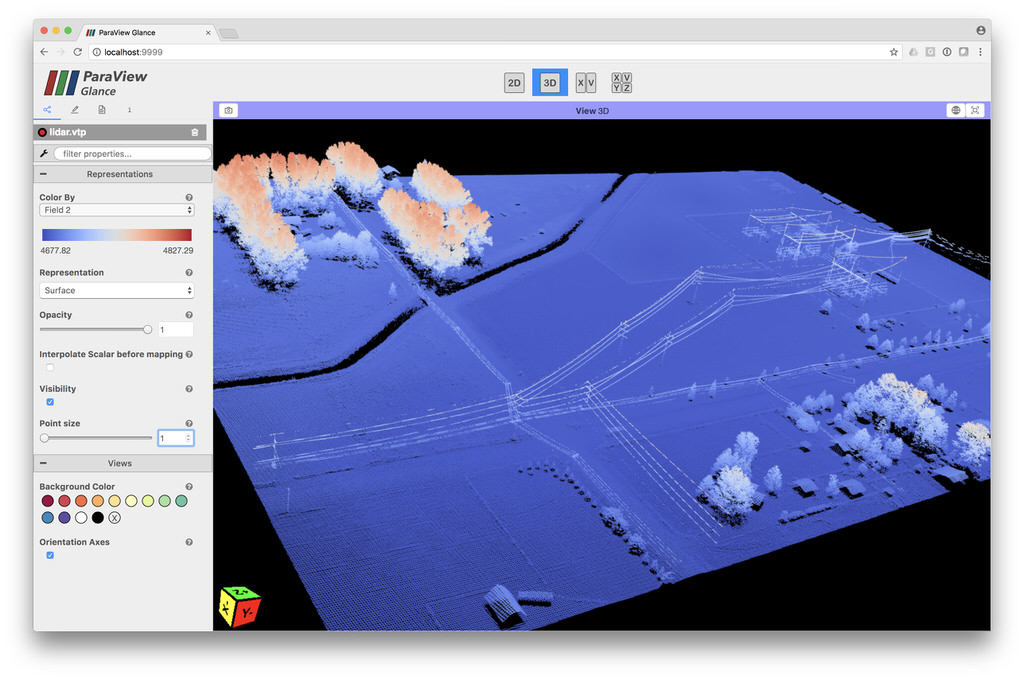 ParaView Glance
localhost:9999
ParaView
Glance
2D
3D
X V
X V
Y Z
1
View 3D
lidar.vtp
filter properties...
Representations
Color By
Field 2
4677.82 4827.29
Representation
Surface
Opacity
1
Interpolate Scalar before mapping
Visibility
Point size
1
Views
Background Color
X
Orientation Axes
X-
Y-